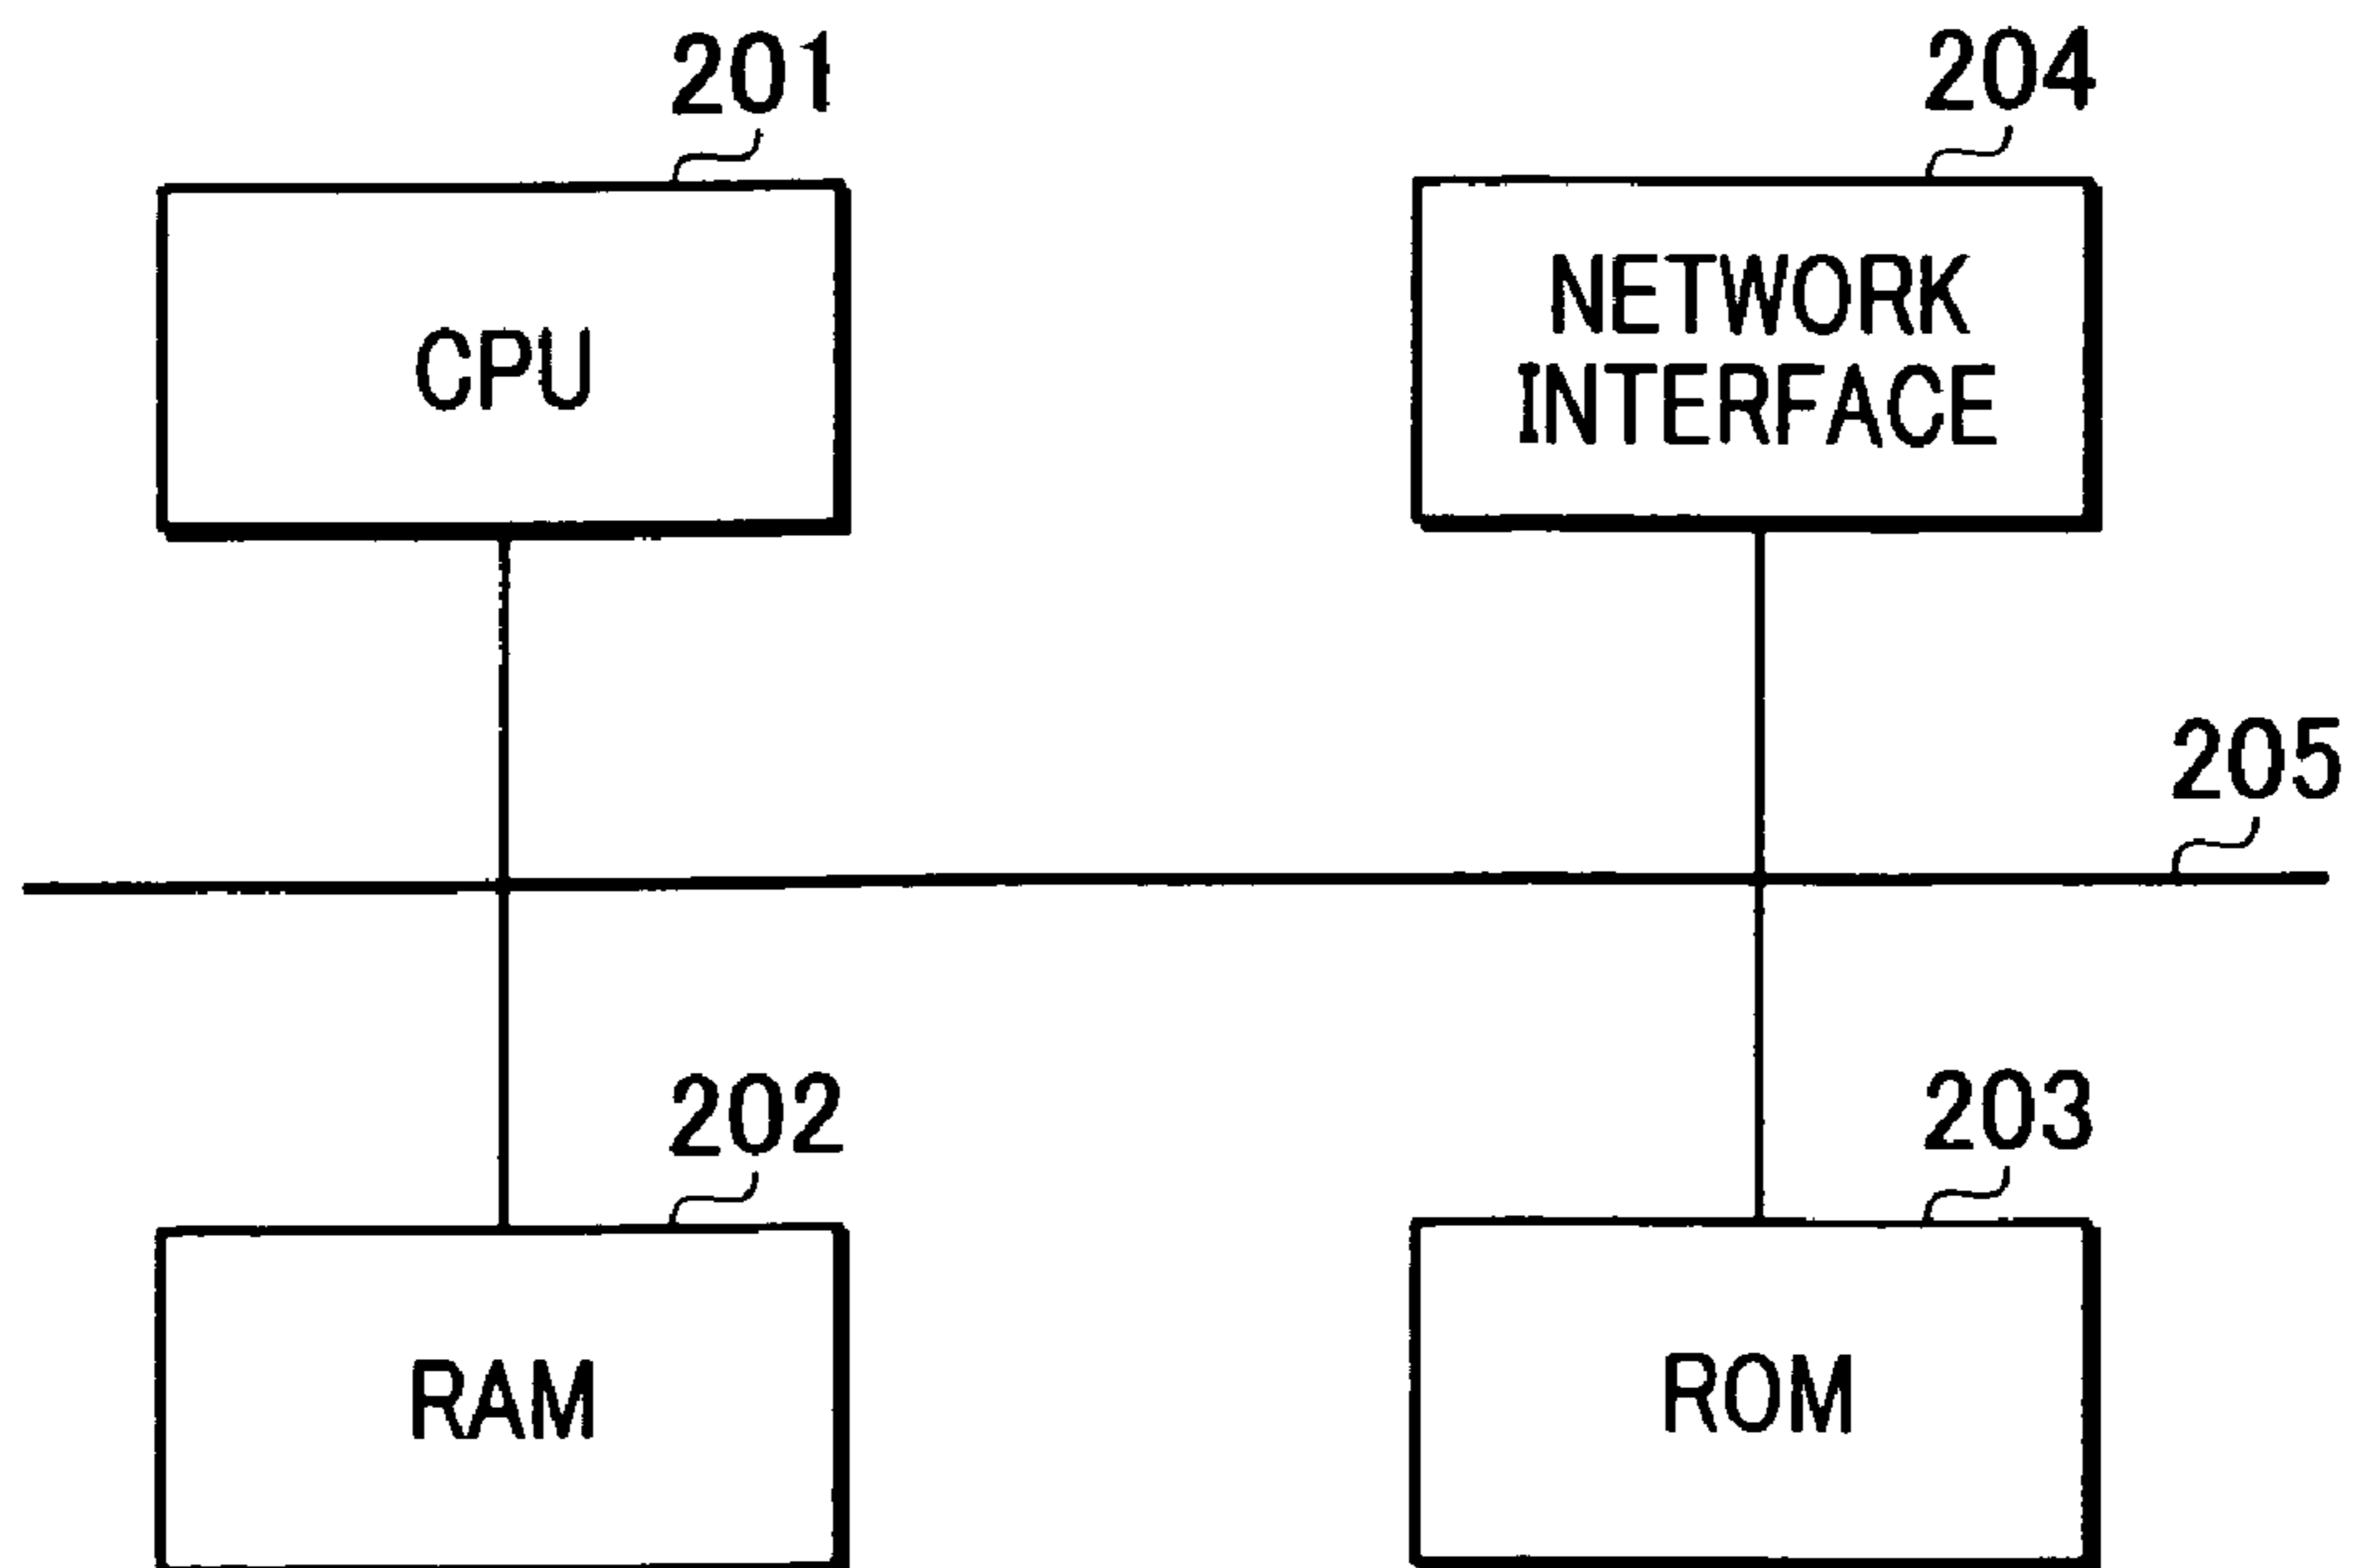 201
CPU
204
NETWORK
INTERFACE
205
202
RAM
203
ROM